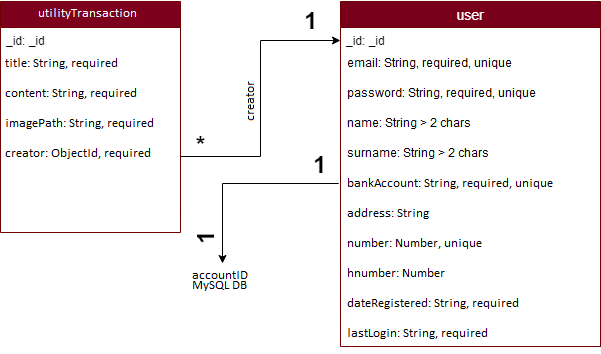 utilityTransaction
_id: _id
title: String, required
content: String, required
imagePath: String, required
creator: ObjectId, required
*
creator
1
user
_id: _id
email: String, required, unique
password: String, required, unique
name: String > 2 chars
surname: String > 2 chars
bankAccount: String, required, unique
address: String
number: Number, unique
hnumber: Number
dateRegistered: String, required
lastLogin: String, required
1
1
accountID
MySQL DB